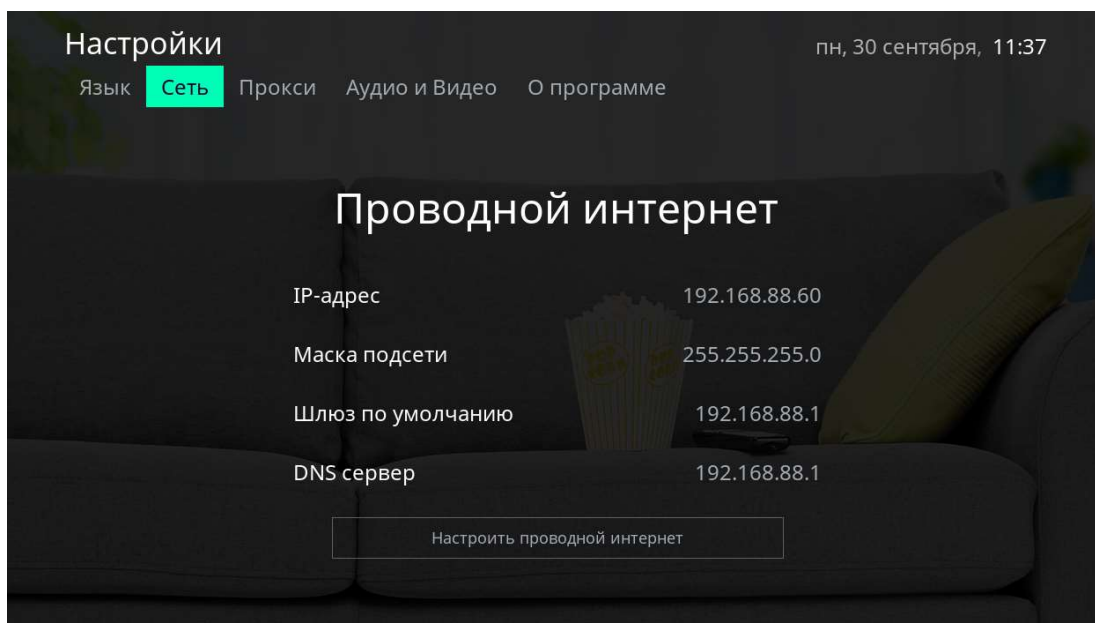 Настройки
пн, 30 сентября, 11:37
Язык Сеть Прокси Аудио и Видео О программе
Проводной интернет
IP-адрес 192.168.88.60
Маска подсети 255.255.255.0
Шлюз по умолчанию 192.168.88.1
DNS сервер 192.168.88.1
Настроить проводной интернет